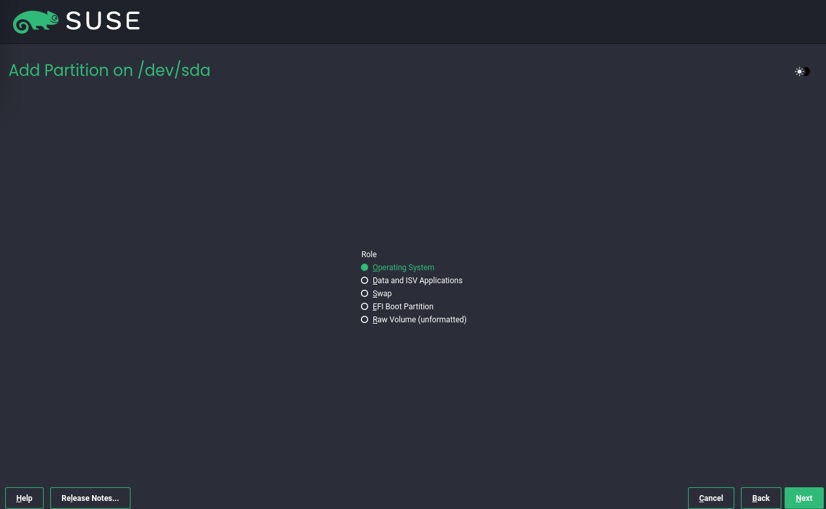 SUSE
Add Partition on /dev/sda
Role
Operating System
Data and ISV Applications
Swap
EFI Boot Partition
Raw Volume (unformatted)
Help
Release Notes...
Cancel
Back
Next